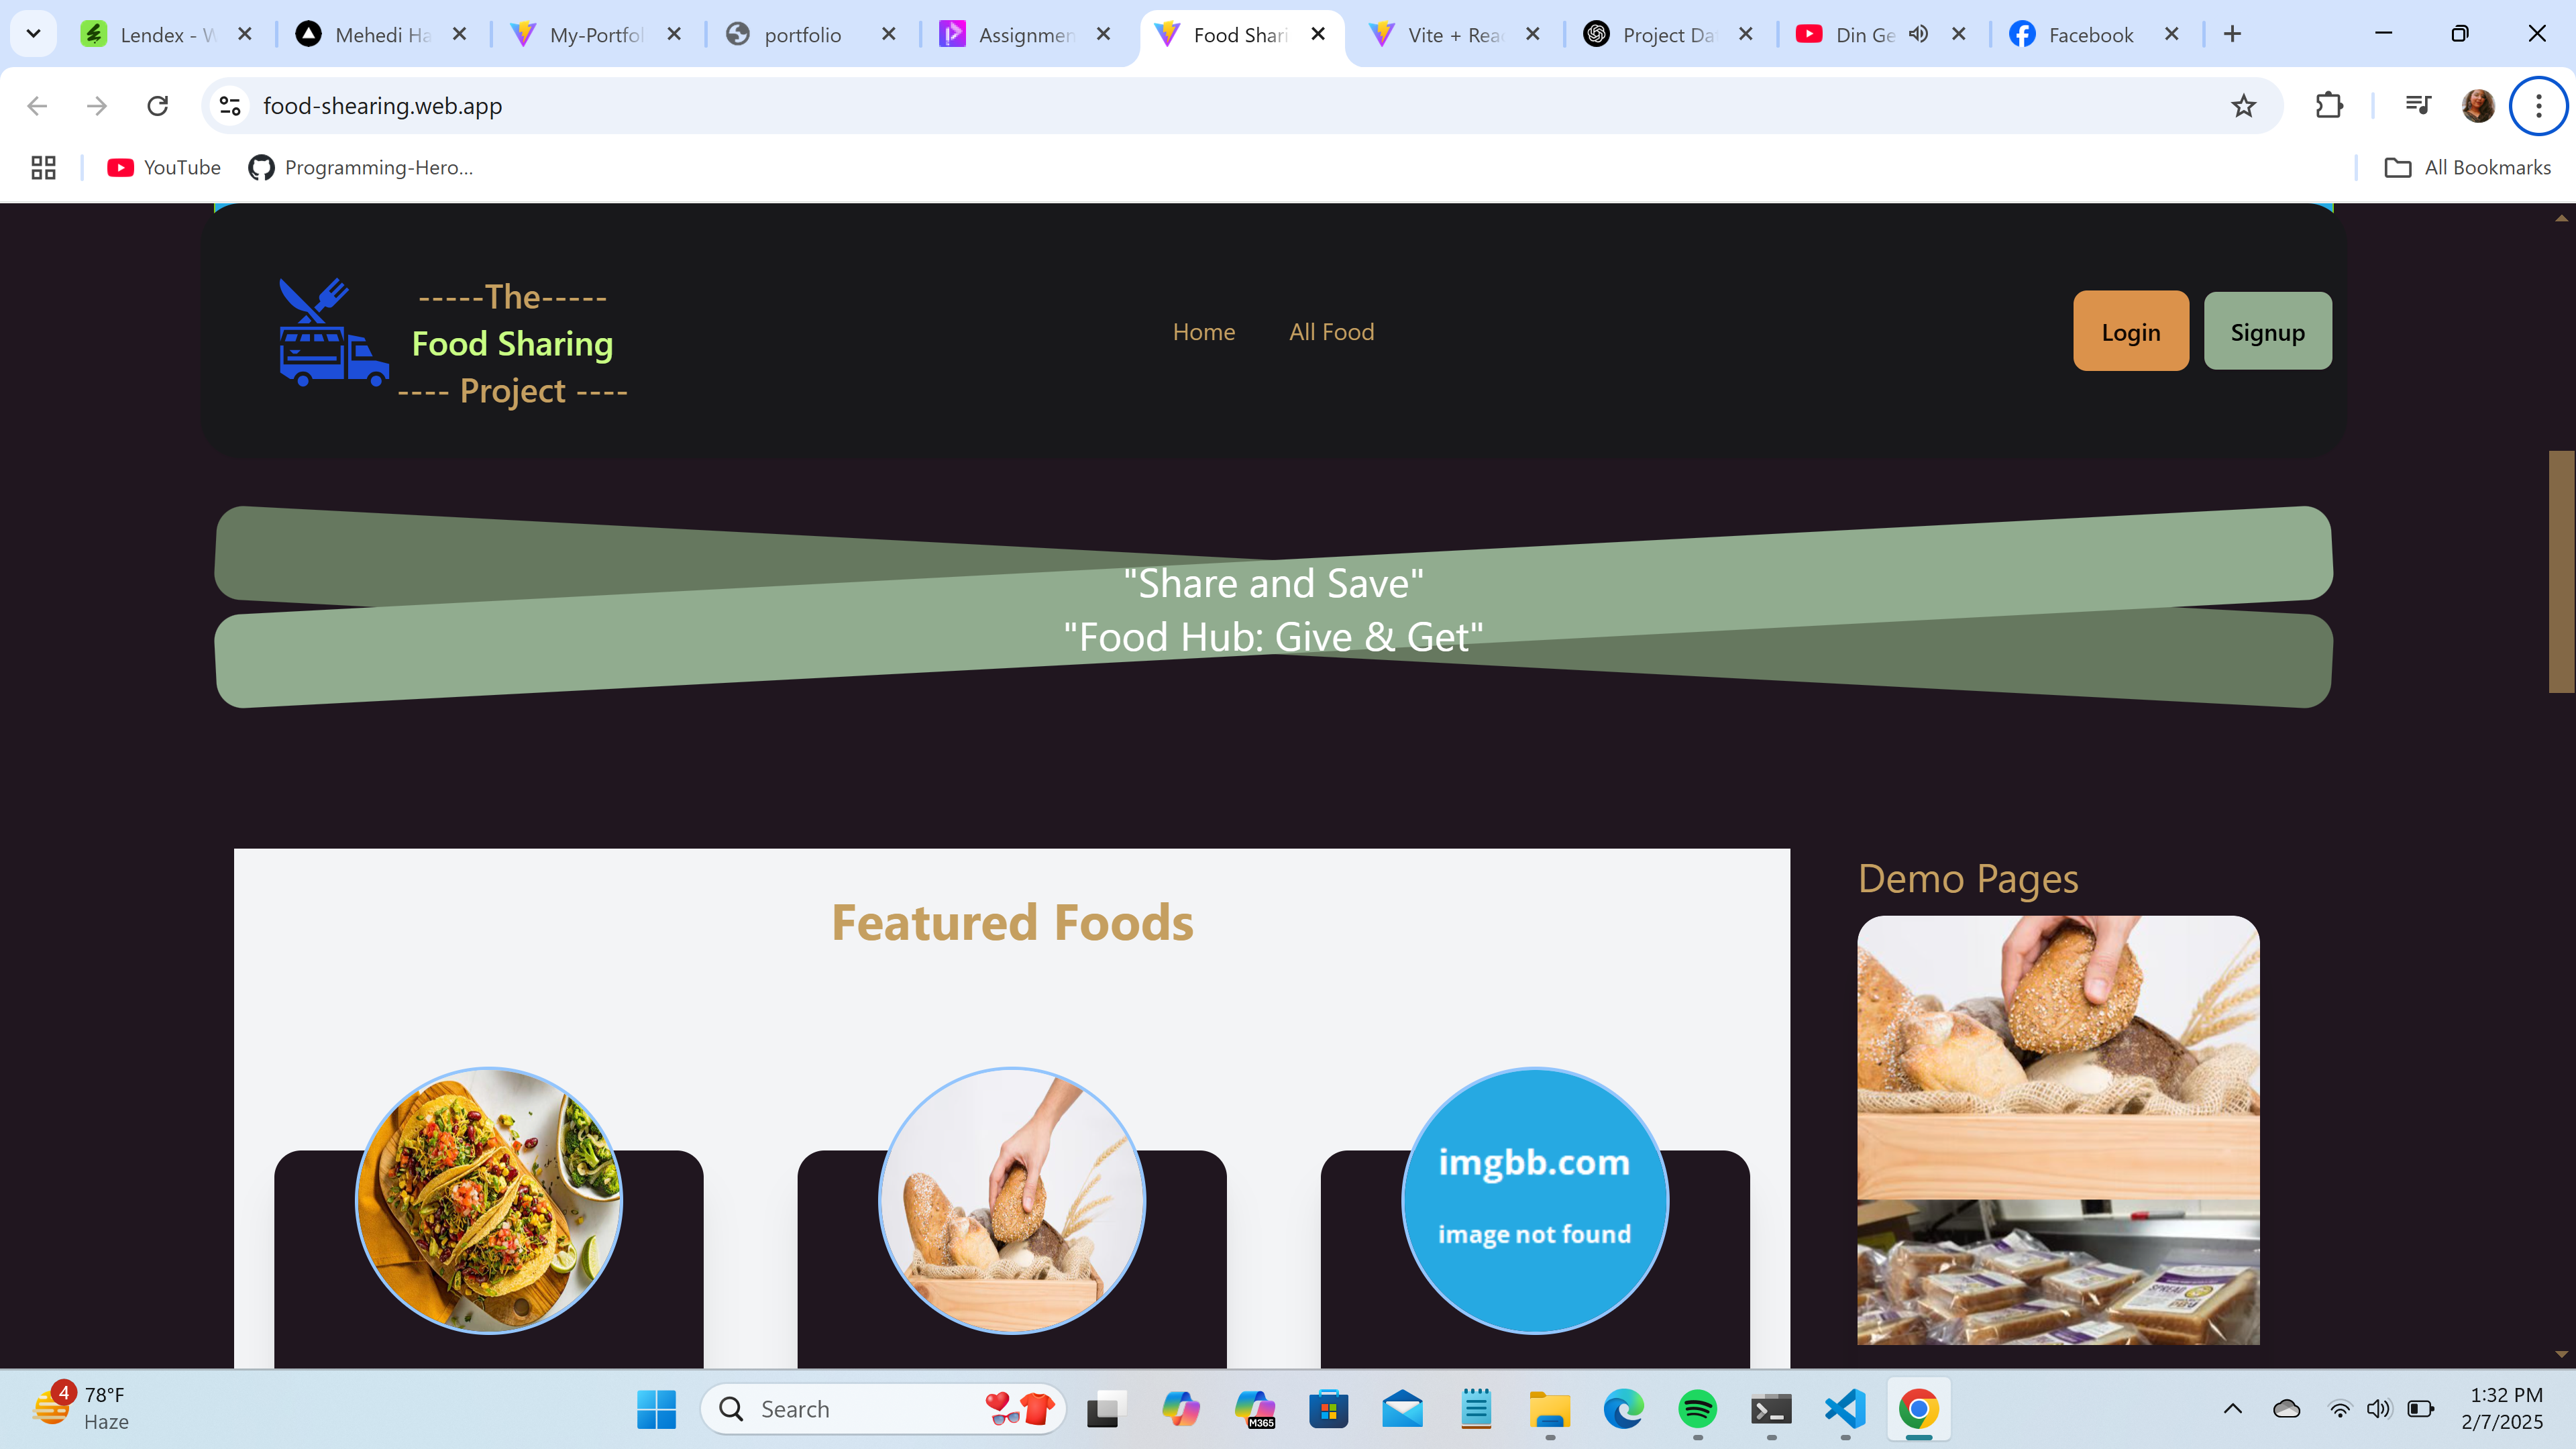 Lendex - W
Mehedi Ha
My-Portfol
portfolio
Assignmen
Food Shari
Vite + Rea
Project Da
Din Ge
Facebook
food-shearing.web.app
YouTube
Programming-Hero...
All Bookmarks
-----The-----
Food Sharing
---- Project ----
Home
All Food
Login
Signup
"Share and Save"
"Food Hub: Give & Get"
Featured Foods
Demo Pages
imgbb.com
image not found
4
78°F
Haze
Search
M365
1:32 PM
2/7/2025